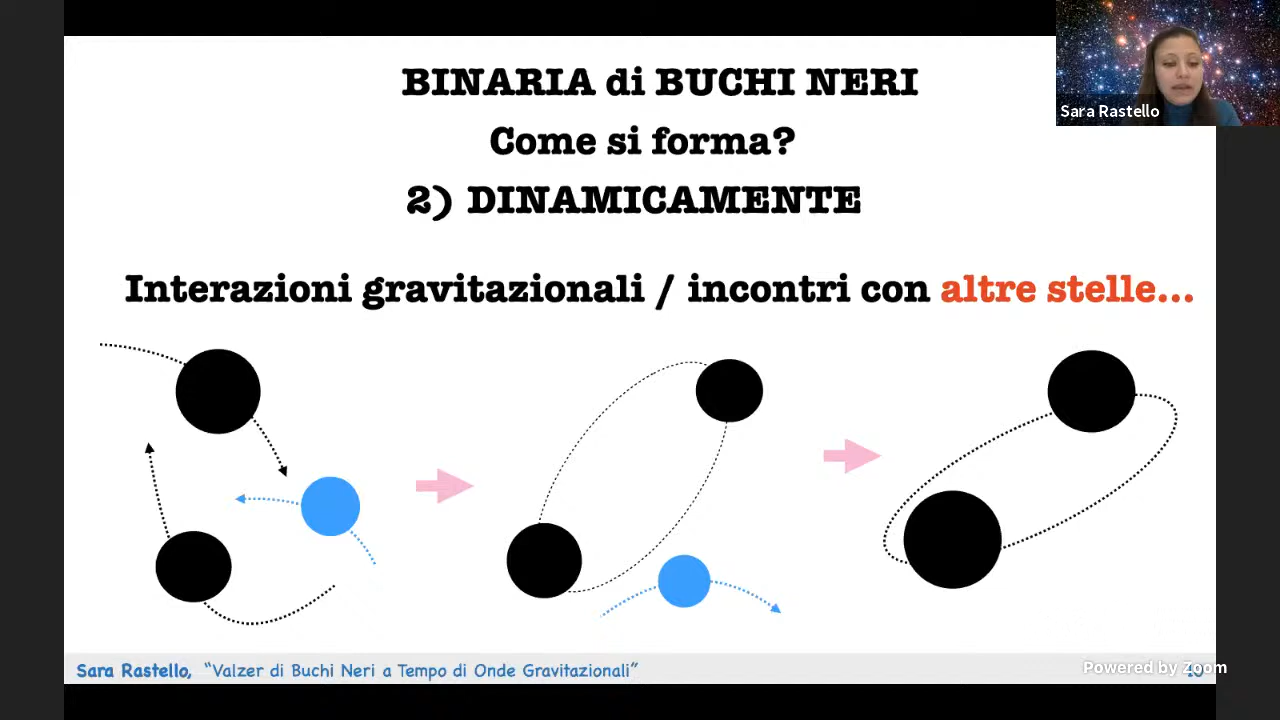 BINARIA di BUCHI NERI
Sara Rastello
Come si forma?
2) DINAMICAMENTE
Interazioni gravitazionali / incontri con altre stelle...
Sara Rastello, “Valzer di Buchi Neri a Tempo di Onde Gravitazionali”
Powered by Zoom